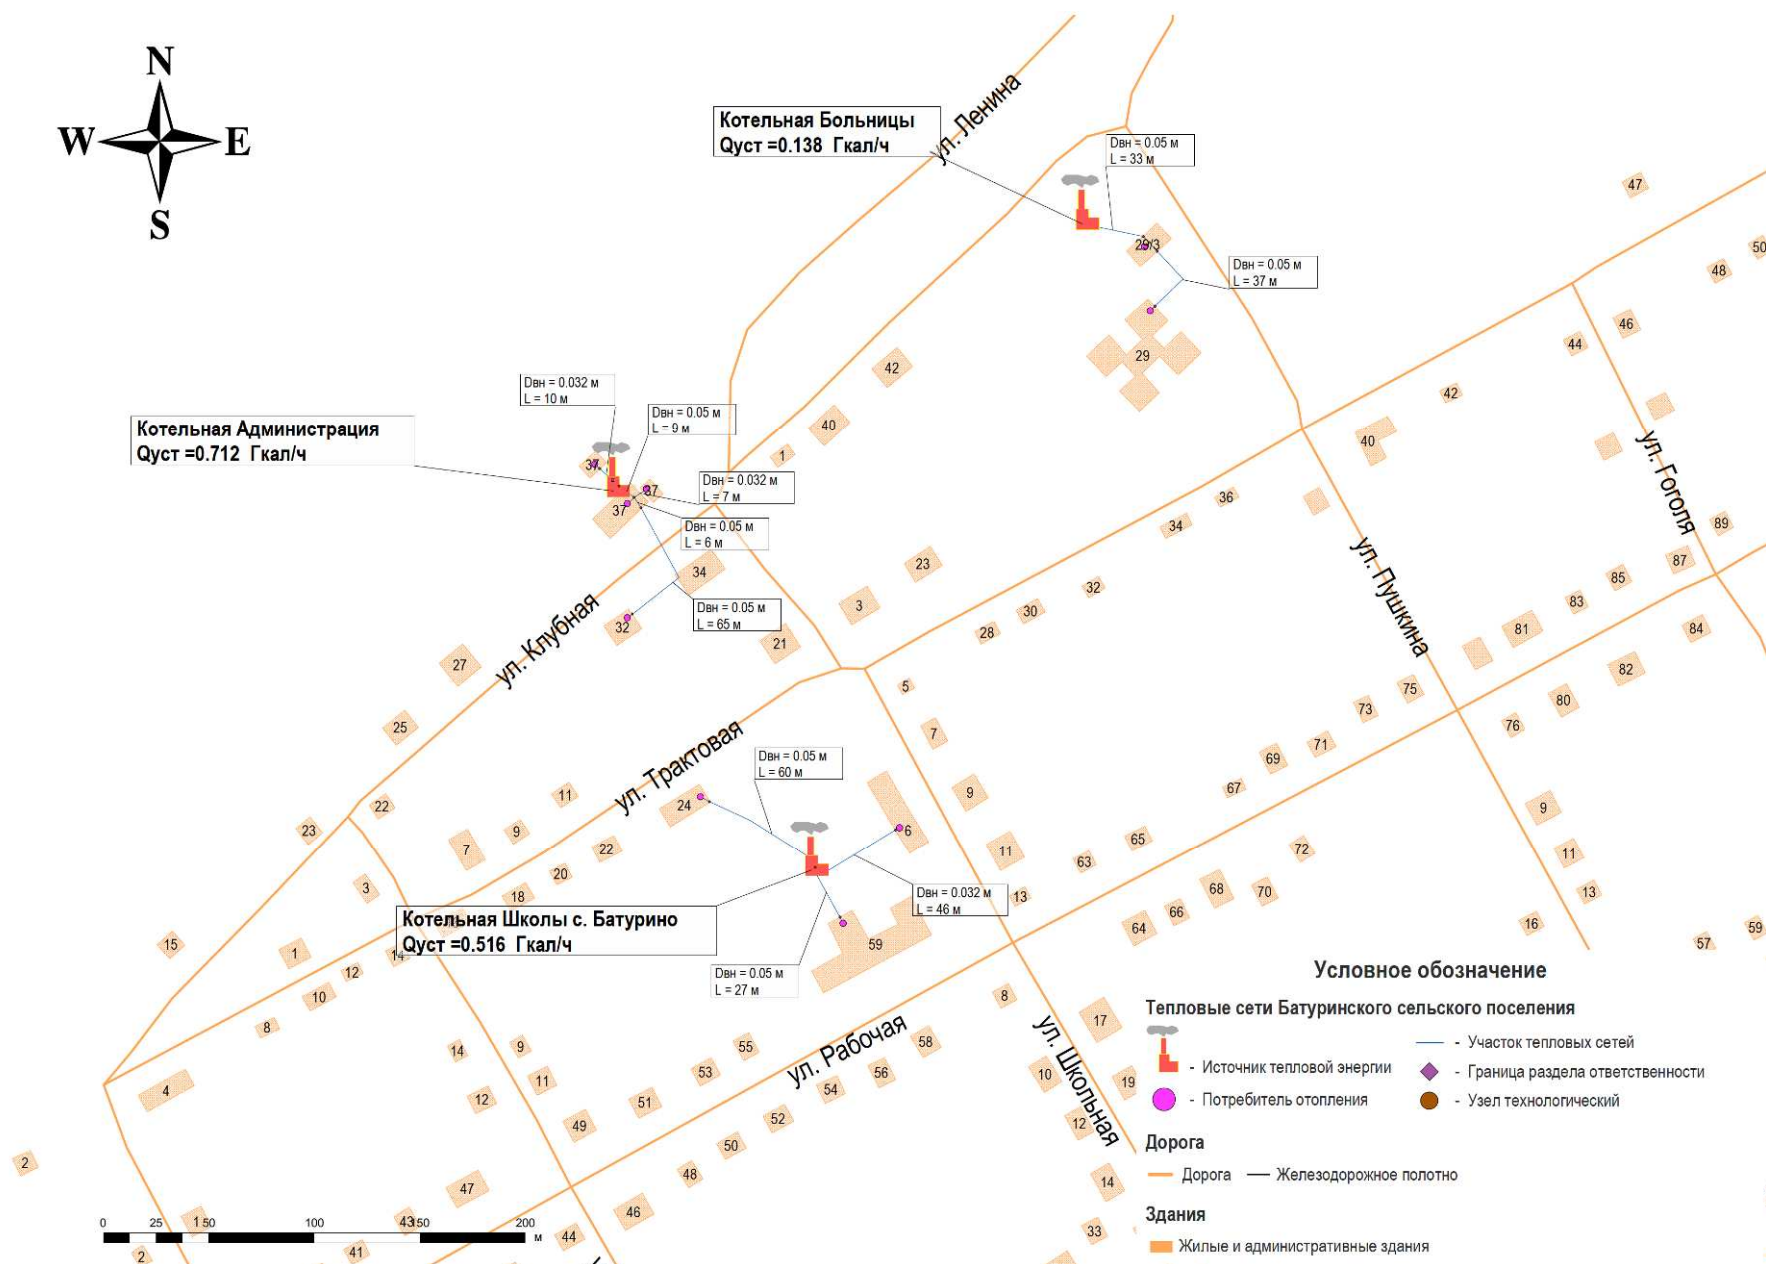 N
W E
S
Котельная Больницы
Qуст =0.138 Гкал/ч
ул. Ленина
Dвн = 0.05 м
L = 33 м
29/3
Dвн = 0.05 м
L = 37 м
29
47
50
48
46
44
42
40
ул. Гоголя
42
40
1
Dвн = 0.032 м
L = 10 м
Dвн = 0.05 м
L = 9 м
Котельная Администрация
Qуст =0.712 Гкал/ч
37
37
37
Dвн = 0.032 м
L = 7 м
Dвн = 0.05 м
L = 6 м
34
32
Dвн = 0.05 м
L = 65 м
ул. Клубная
27
25
21
3
23
28
30
32
34
36
ул. Пушкина
89
87
85
83
81
84
82
80
76
75
73
71
69
67
65
63
5
7
9
11
13
ул. Трактовая
Dвн = 0.05 м
L = 60 м
24
6
Dвн = 0.032 м
L = 46 м
59
Котельная Школы с. Батурино
Qуст =0.516 Гкал/ч
Dвн = 0.05 м
L = 27 м
22
23
11
9
7
22
20
18
3
14
12
10
8
1
15
4
2
2
1
72
70
68
66
64
9
11
13
16
57
59
8
17
19
10
12
14
33
ул. Школьная
ул. Рабочая
58
56
54
52
50
48
46
44
55
53
51
49
47
43
41
14
9
11
12
0 25 50 100 150 200
м
Условное обозначение
Тепловые сети Батуринского сельского поселения
- Источник тепловой энергии
- Потребитель отопления
- Участок тепловых сетей
- Граница раздела ответственности
- Узел технологический
Дорога
Дорога
Железодорожное полотно
Здания
Жилые и административные здания